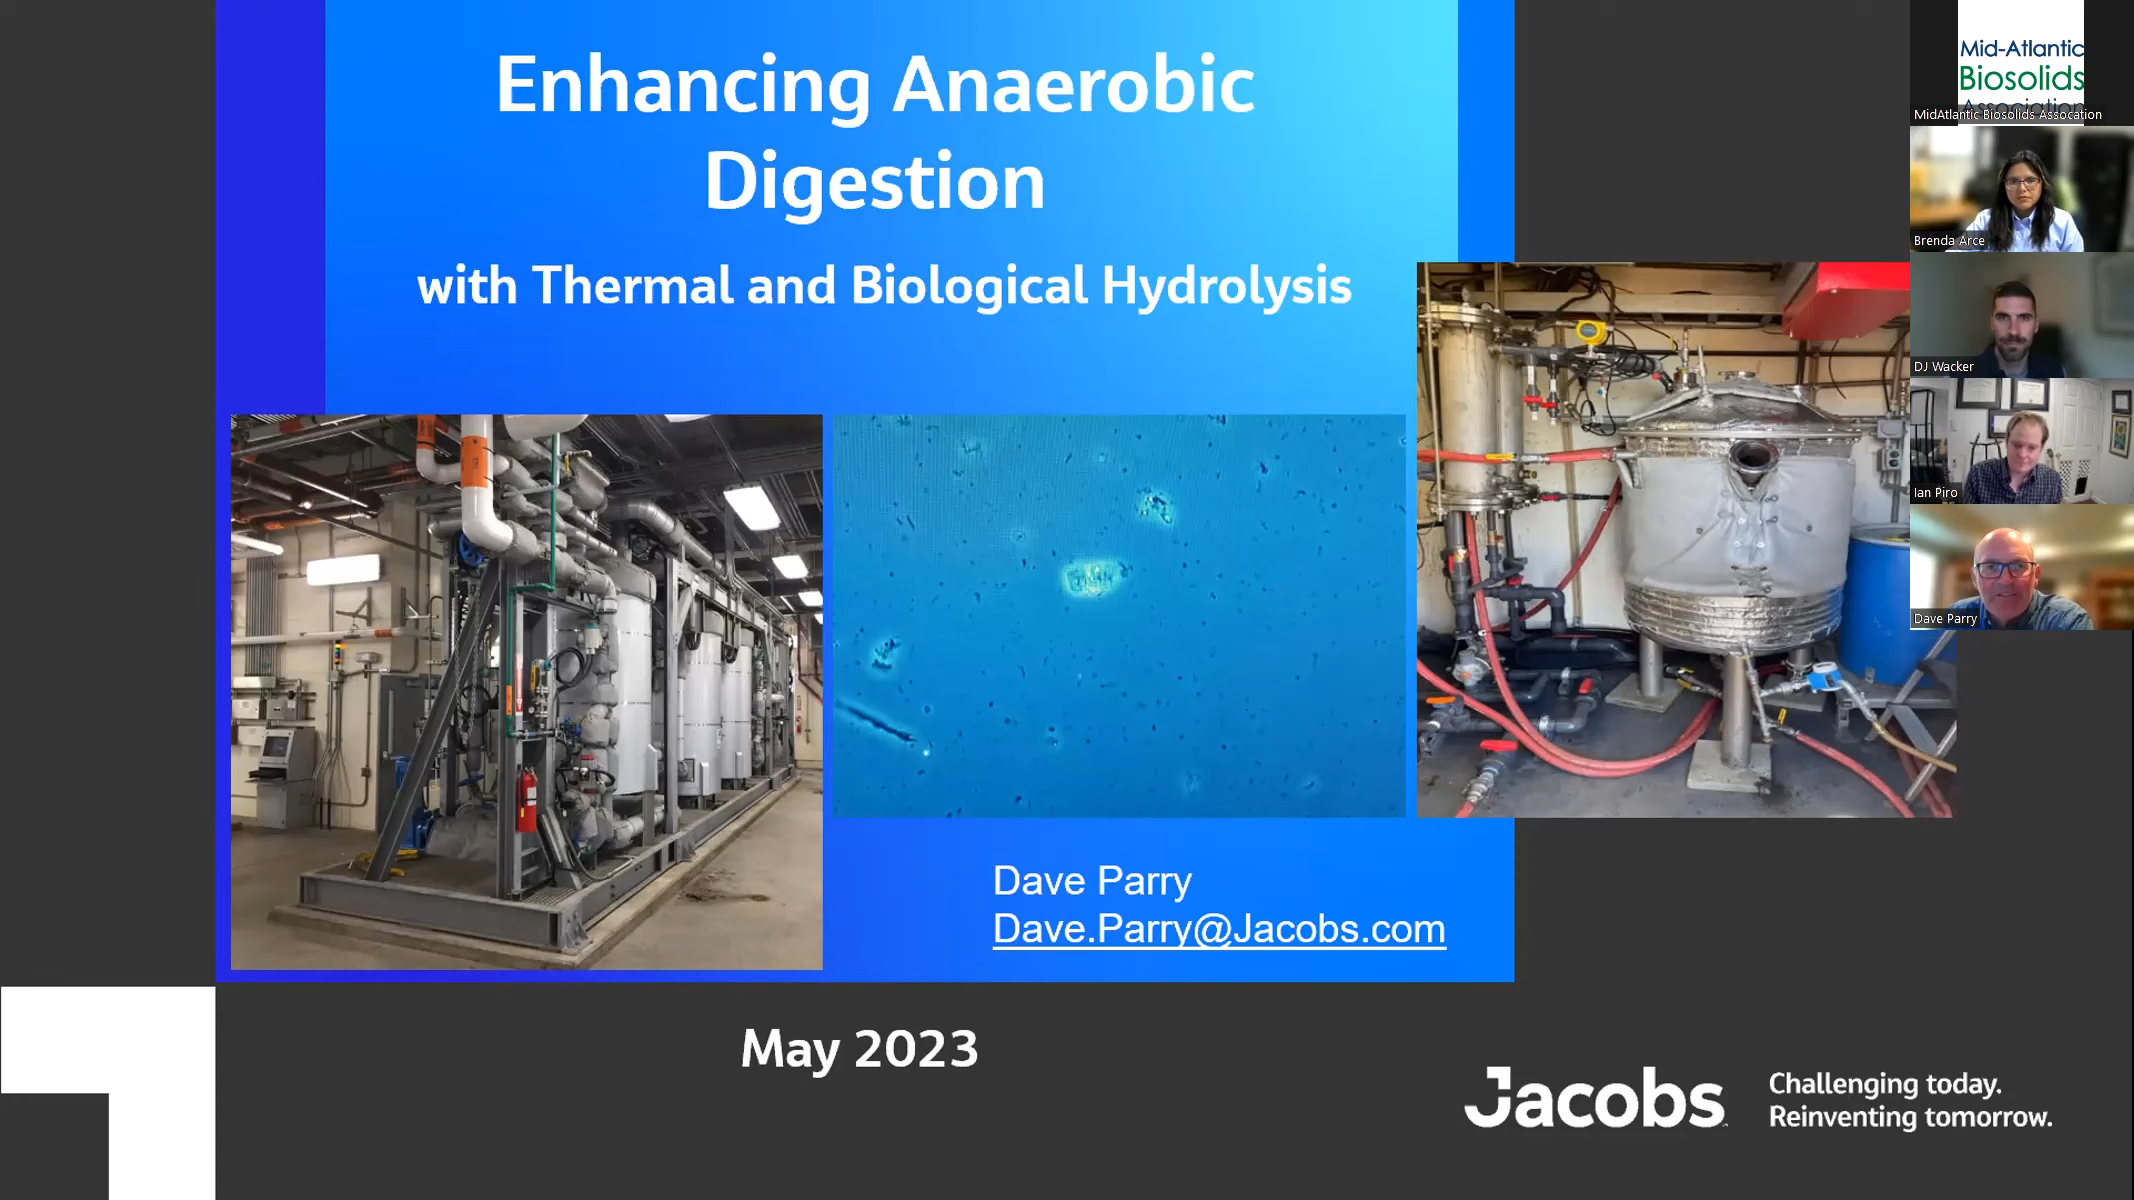 Enhancing Anaerobic
Digestion
with Thermal and Biological Hydrolysis
Dave Parry
Dave.Parry@Jacobs.com
May 2023
Jacobs
Challenging today.
Reinventing tomorrow.
Mid-Atlantic
Biosolids
Association
MidAtlantic Biosolids Assocation
Brenda Arce
DJ Wacker
Ian Piro
Dave Parry